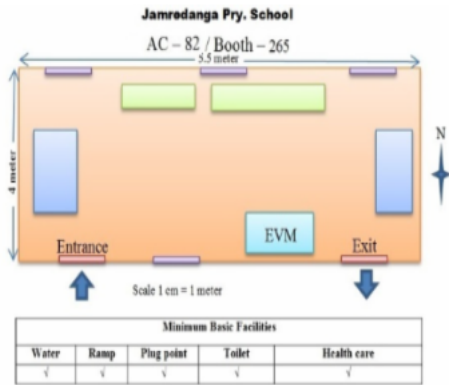 Jamredanga Pry. School
AC – 82 / Booth – 265
5.5 meter
4 meter
N
EVM
Entrance
Exit
Scale 1 cm = 1 meter
Minimum Basic Facilities
Water Ramp Plug point Toilet Health care
√ √ √ √ √